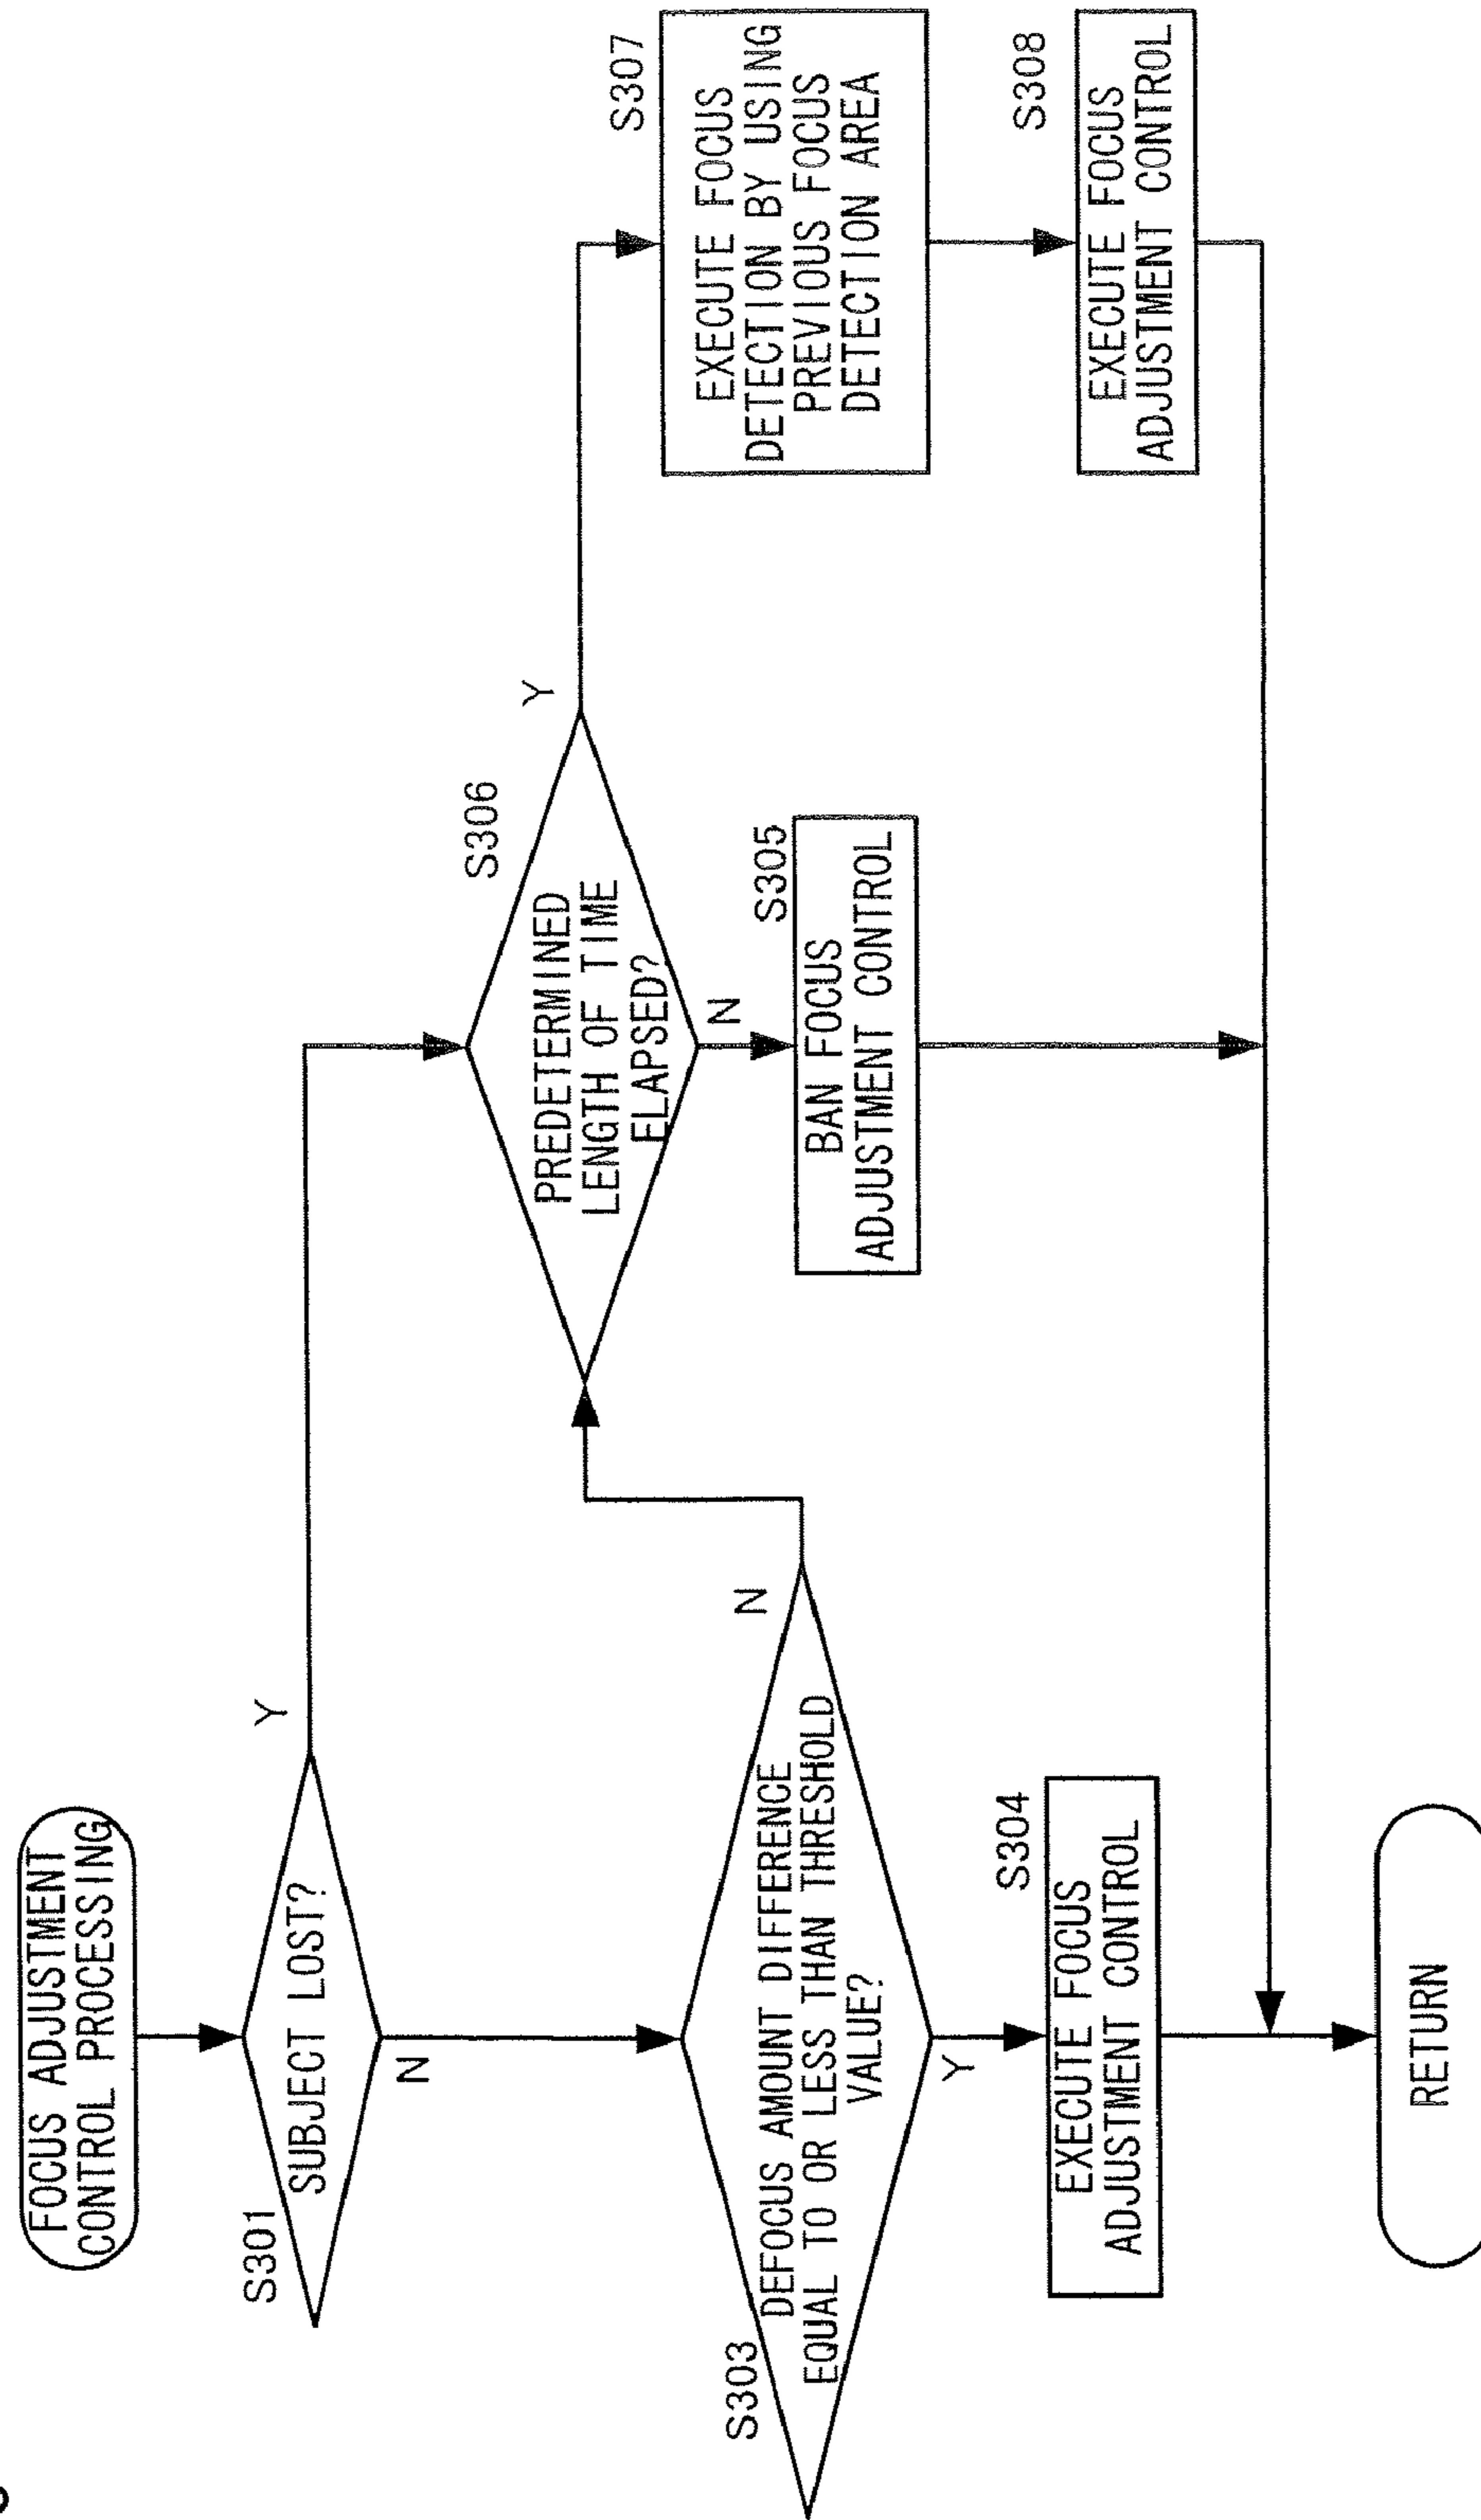 FOCUS ADJUSTMENT
CONTROL PROCESSING
S301
SUBJECT LOST?
Y
N
S303
DEFOCUS AMOUNT DIFFERENCE
EQUAL TO OR LESS THAN THRESHOLD
VALUE?
N
Y
S304
EXECUTE FOCUS
ADJUSTMENT CONTROL
S306
PREDETERMINED
LENGTH OF TIME
ELAPSED?
Y
N
S305
BAN FOCUS
ADJUSTMENT CONTROL
S307
EXECUTE FOCUS
DETECTION BY USING
PREVIOUS FOCUS
DETECTION AREA
S308
EXECUTE FOCUS
ADJUSTMENT CONTROL
RETURN